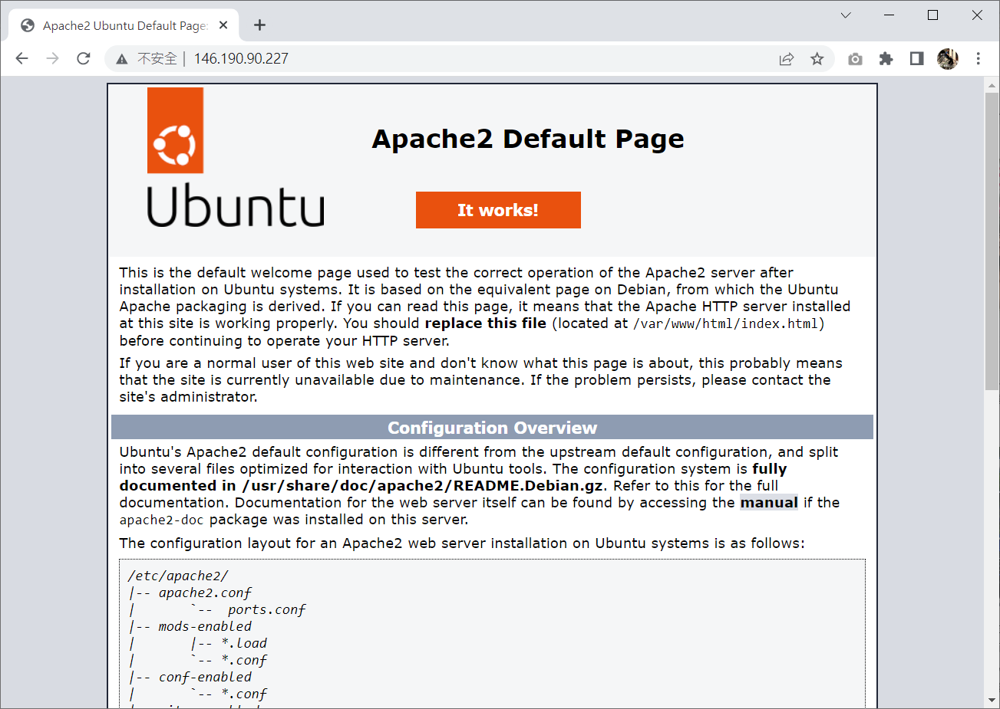 Apache2 Ubuntu Default Page:
不安全 | 146.190.90.227
Apache2 Default Page
Ubuntu
It works!
This is the default welcome page used to test the correct operation of the Apache2 server after
installation on Ubuntu systems. It is based on the equivalent page on Debian, from which the Ubuntu
Apache packaging is derived. If you can read this page, it means that the Apache HTTP server installed
at this site is working properly. You should replace this file (located at /var/www/html/index.html)
before continuing to operate your HTTP server.
If you are a normal user of this web site and don't know what this page is about, this probably means
that the site is currently unavailable due to maintenance. If the problem persists, please contact the
site's administrator.
Configuration Overview
Ubuntu's Apache2 default configuration is different from the upstream default configuration, and split
into several files optimized for interaction with Ubuntu tools. The configuration system is fully
documented in /usr/share/doc/apache2/README.Debian.gz. Refer to this for the full
documentation. Documentation for the web server itself can be found by accessing the manual if the
apache2-doc package was installed on this server.
The configuration layout for an Apache2 web server installation on Ubuntu systems is as follows:
/etc/apache2/
|-- apache2.conf
|       `--  ports.conf
|-- mods-enabled
|       |-- *.load
|       `-- *.conf
|-- conf-enabled
|       `-- *.conf